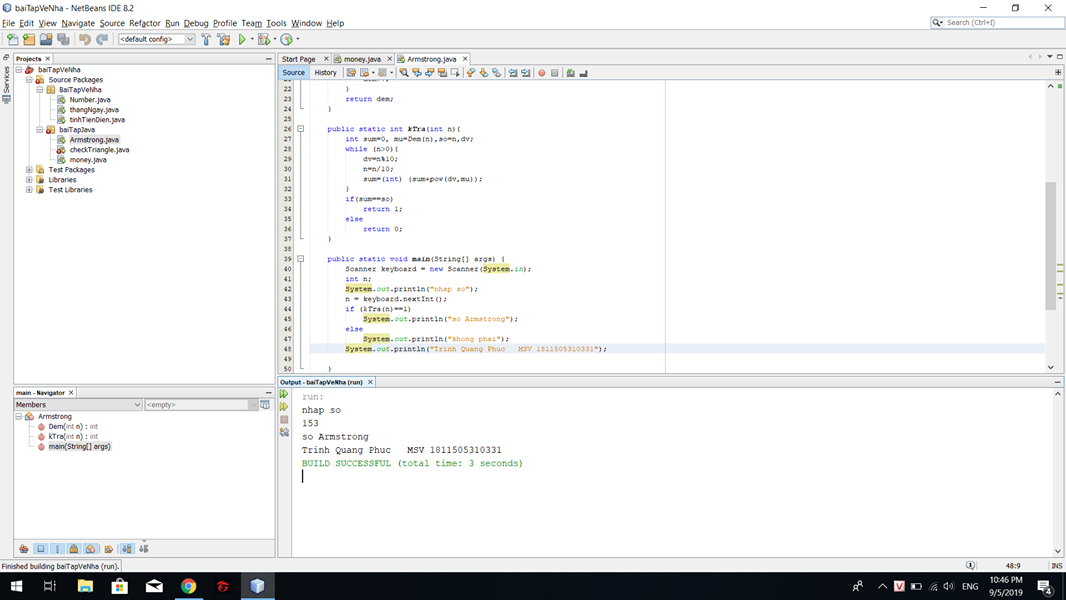 baiTapVeNha - NetBeans IDE 8.2
File Edit View Navigate Source Refactor Run Debug Profile Team Tools Window Help
Search (Ctrl+I)
<default config>
Services
Projects
baiTapVeNha
Source Packages
BaiTapVeNha
Number.java
thangNgay.java
tinhTienDien.java
baiTapJava
Armstrong.java
checkTriangle.java
money.java
Test Packages
Libraries
Test Libraries
Start Page money.java Armstrong.java
Source History
22 }
23 return dem;
24 }
25
26 public static int kTra(int n){
27 int sum=0, mu=Dem(n),so=n,dv;
28 while (n>0){
29 dv=n%10;
30 n=n/10;
31 sum=(int) (sum+pow(dv,mu));
32 }
33 if(sum==so)
34 return 1;
35 else
36 return 0;
37 }
38
39 public static void main(String[] args) {
40 Scanner keyboard = new Scanner(System.in);
41 int n;
42 System.out.println("nhap so");
43 n = keyboard.nextInt();
44 if (kTra(n)==1)
45 System.out.println("so Armstrong");
46 else
47 System.out.println("khong phai");
48 System.out.println("Trinh Quang Phuc   MSV 1811505310331");
49
50 }
main - Navigator
Members <empty>
Armstrong
Dem(int n) : int
kTra(int n) : int
main(String[] args)
Output - baiTapVeNha (run)
run:
nhap so
153
so Armstrong
Trinh Quang Phuc   MSV 1811505310331
BUILD SUCCESSFUL (total time: 3 seconds)
Finished building baiTapVeNha (run).
48:9 INS
ENG
10:46 PM
9/5/2019
4